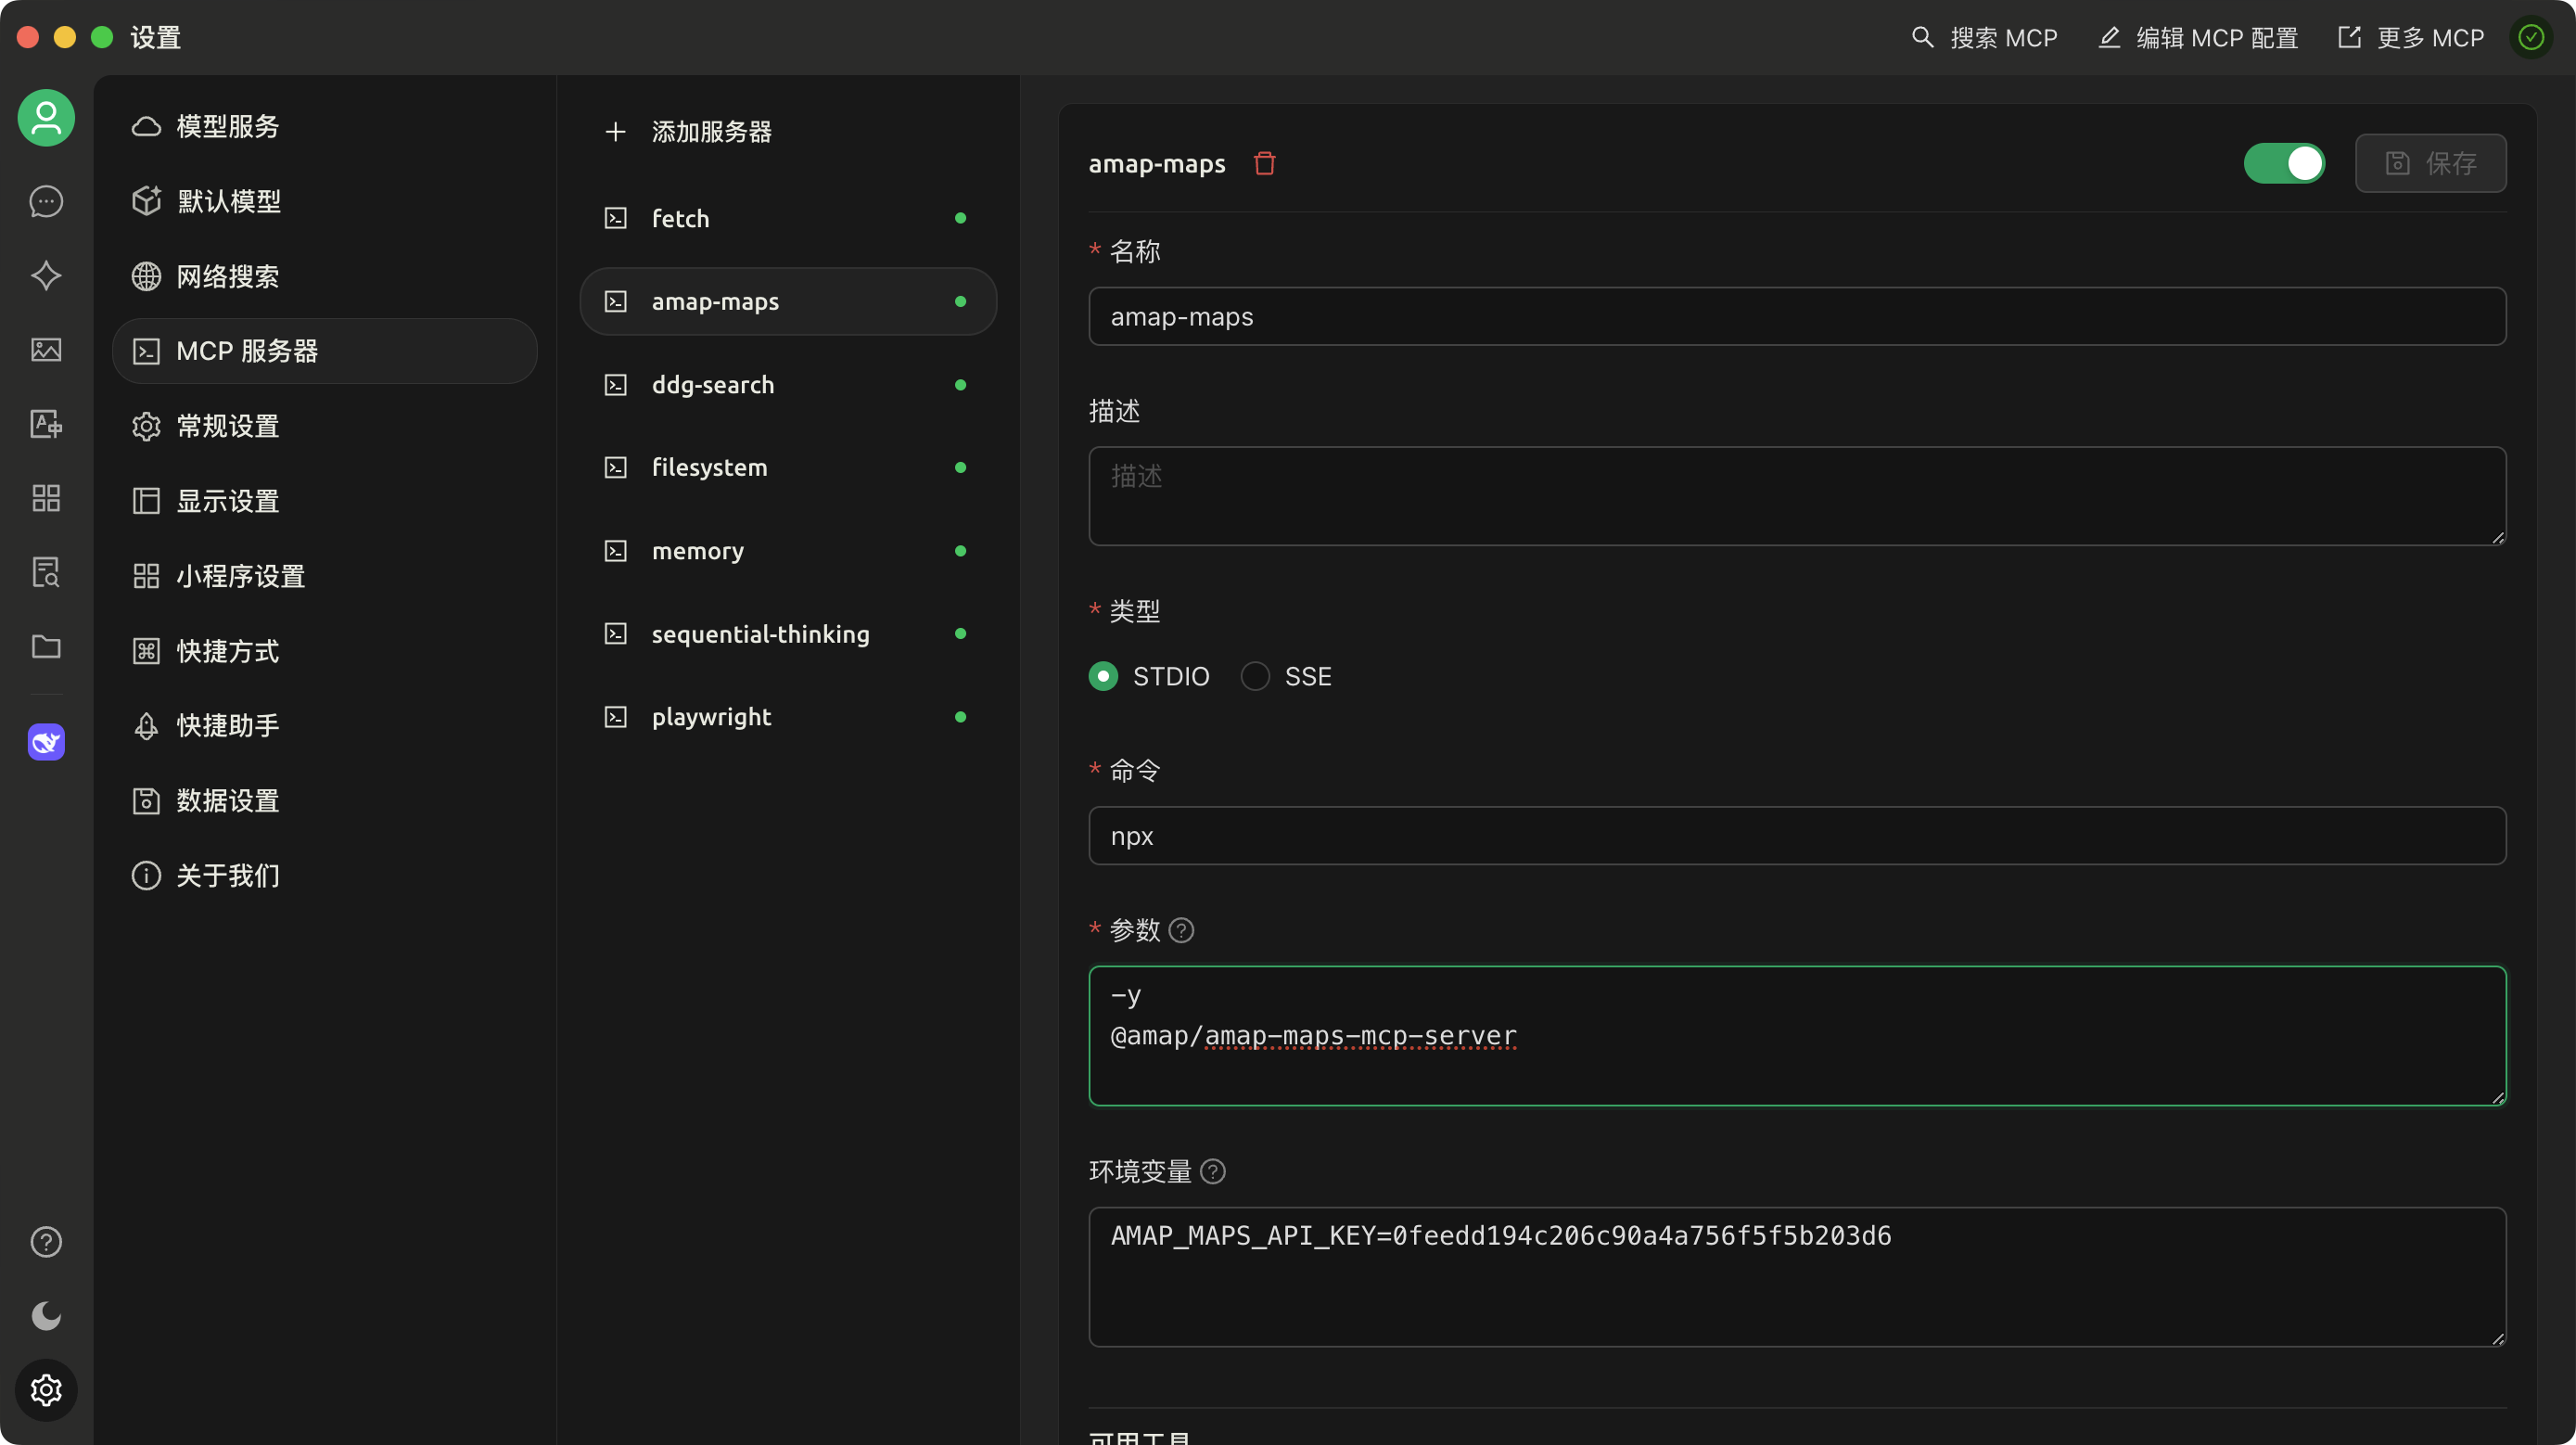 设置
搜索 MCP
编辑 MCP 配置
更多 MCP
模型服务
默认模型
网络搜索
MCP 服务器
常规设置
显示设置
小程序设置
快捷方式
快捷助手
数据设置
关于我们
添加服务器
fetch
amap-maps
ddg-search
filesystem
memory
sequential-thinking
playwright
amap-maps
保存
* 名称
amap-maps
描述
描述
* 类型
STDIO
SSE
* 命令
npx
* 参数
-y
@amap/amap-maps-mcp-server
环境变量
AMAP_MAPS_API_KEY=0feedd194c206c90a4a756f5f5b203d6
可用工具